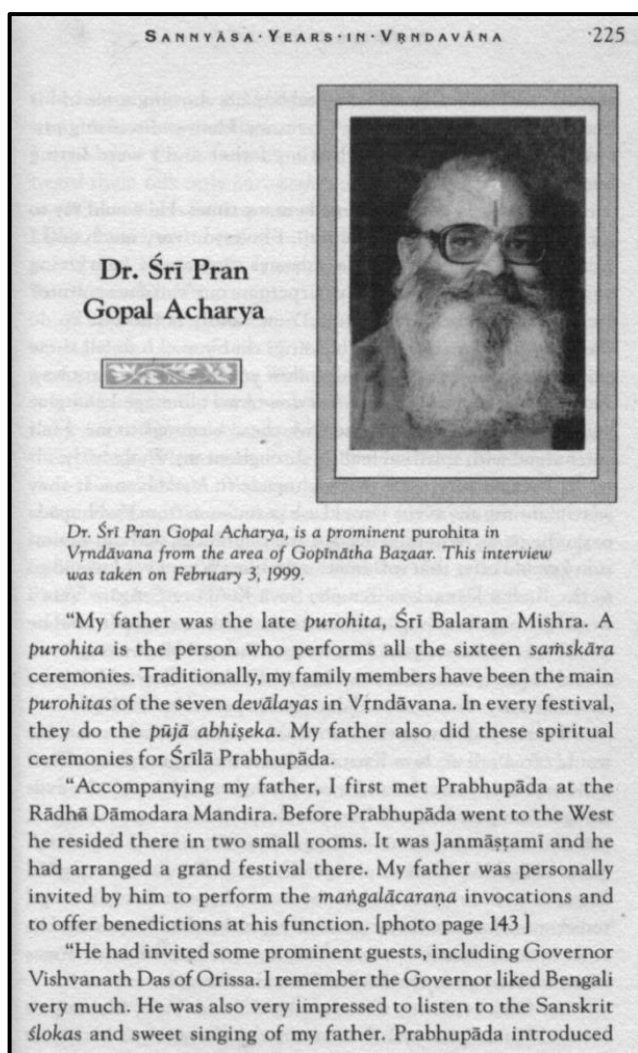 SANNYĀSA·YEARS·IN·VṚNDAVĀNA ·225
Dr. Śrī Pran
Gopal Acharya
Dr. Śrī Pran Gopal Acharya, is a prominent purohita in
Vṛndāvana from the area of Gopīnātha Bazaar. This interview
was taken on February 3, 1999.
“My father was the late purohita, Śrī Balaram Mishra. A
purohita is the person who performs all the sixteen saṁskāra
ceremonies. Traditionally, my family members have been the main
purohitas of the seven devālayas in Vṛndāvana. In every festival,
they do the pūjā abhiṣeka. My father also did these spiritual
ceremonies for Śrīlā Prabhupāda.
“Accompanying my father, I first met Prabhupāda at the
Rādhā Dāmodara Mandira. Before Prabhupāda went to the West
he resided there in two small rooms. It was Janmāṣṭamī and he
had arranged a grand festival there. My father was personally
invited by him to perform the maṅgalācaraṇa invocations and
to offer benedictions at his function. [photo page 143 ]
“He had invited some prominent guests, including Governor
Vishvanath Das of Orissa. I remember the Governor liked Bengali
very much. He was also very impressed to listen to the Sanskrit
ślokas and sweet singing of my father. Prabhupāda introduced